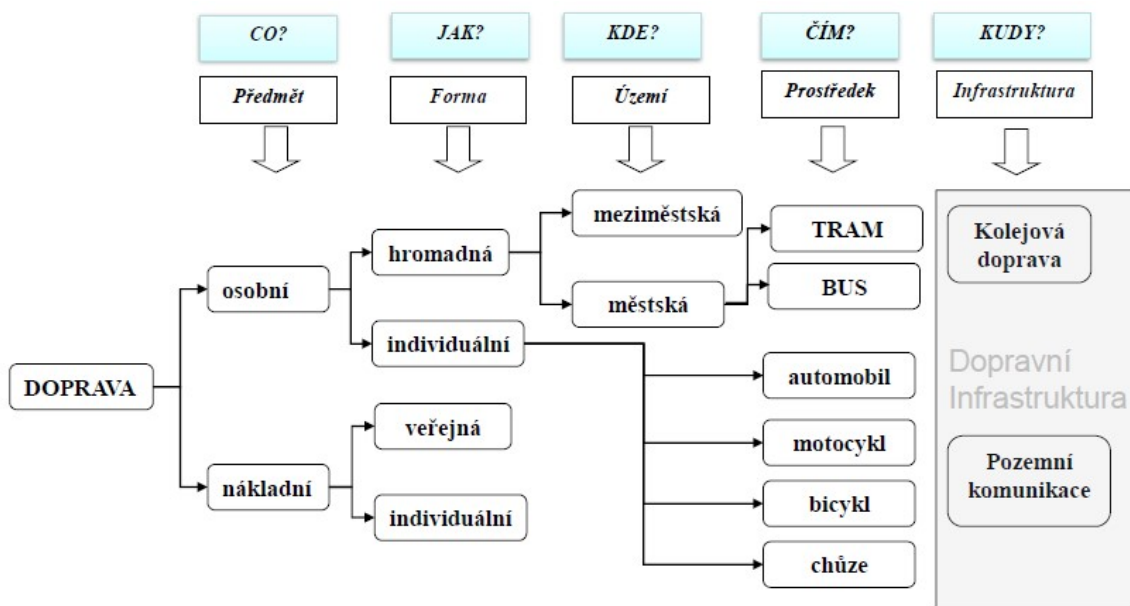 CO?
JAK?
KDE?
ČÍM?
KUDY?
Předmět
Forma
Území
Prostředek
Infrastruktura
meziměstská
TRAM
Kolejová
doprava
hromadná
osobní
BUS
městská
individuální
DOPRAVA
automobil
Dopravní
Infrastruktura
veřejná
motocykl
Pozemní
komunikace
nákladní
bicykl
individuální
chůze